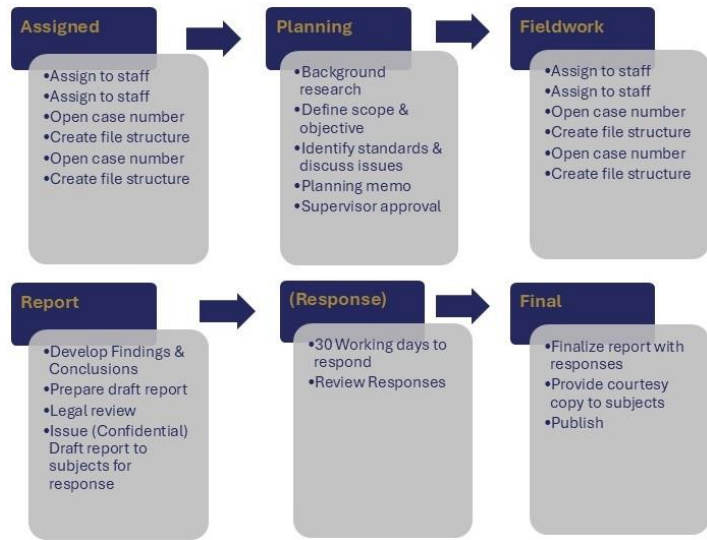 Assigned
•Assign to staff
•Assign to staff
•Open case number
•Create file structure
•Open case number
•Create file structure
Planning
•Background
research
•Define scope &
objective
•Identify standards &
discuss issues
•Planning memo
•Supervisor approval
Fieldwork
•Assign to staff
•Assign to staff
•Open case number
•Create file structure
•Open case number
•Create file structure
Report
•Develop Findings &
Conclusions
•Prepare draft report
•Legal review
•Issue (Confidential)
Draft report to
subjects for
response
(Response)
•30 Working days to
respond
•Review Responses
Final
•Finalize report with
responses
•Provide courtesy
copy to subjects
•Publish